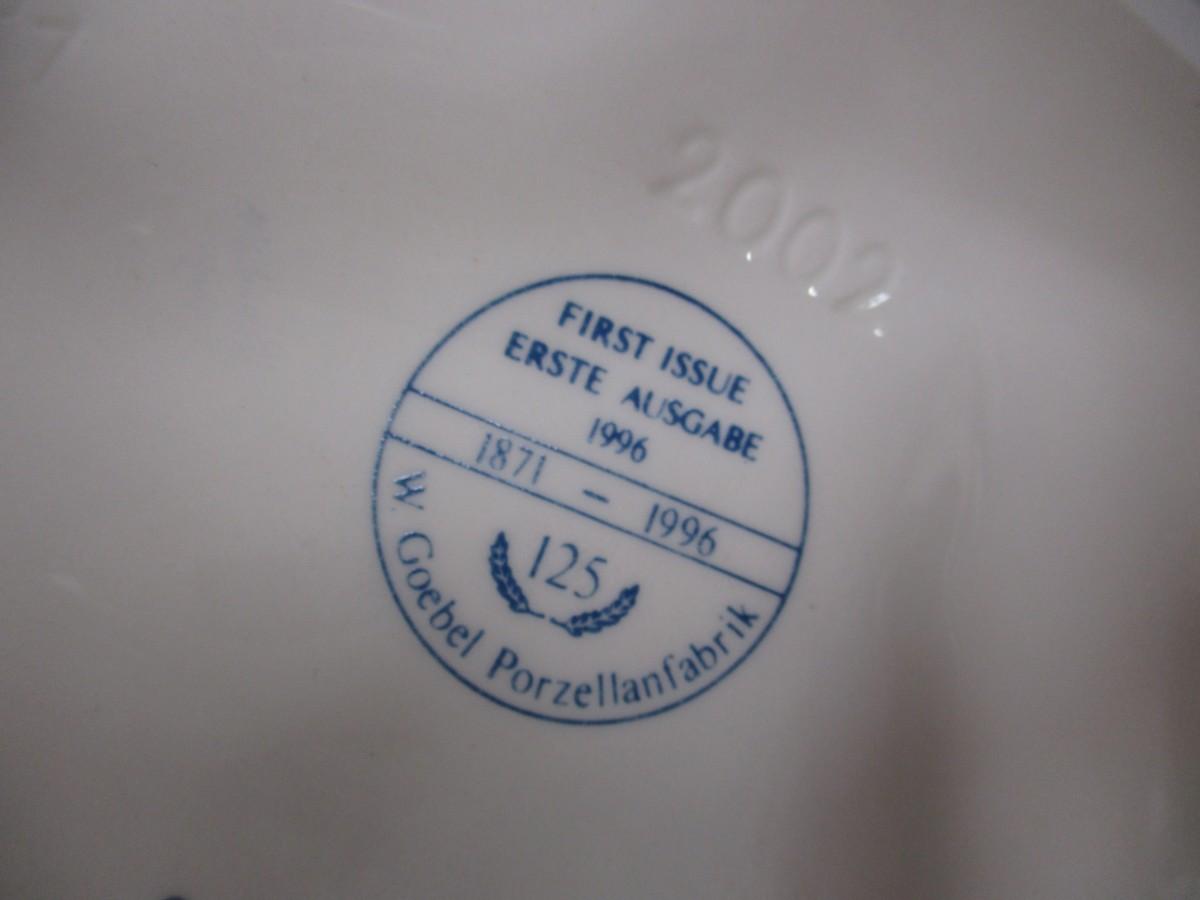 2002
FIRST ISSUE
ERSTE AUSGABE
1996
1871 – 1996
125
W. Goebel Porzellanfabrik